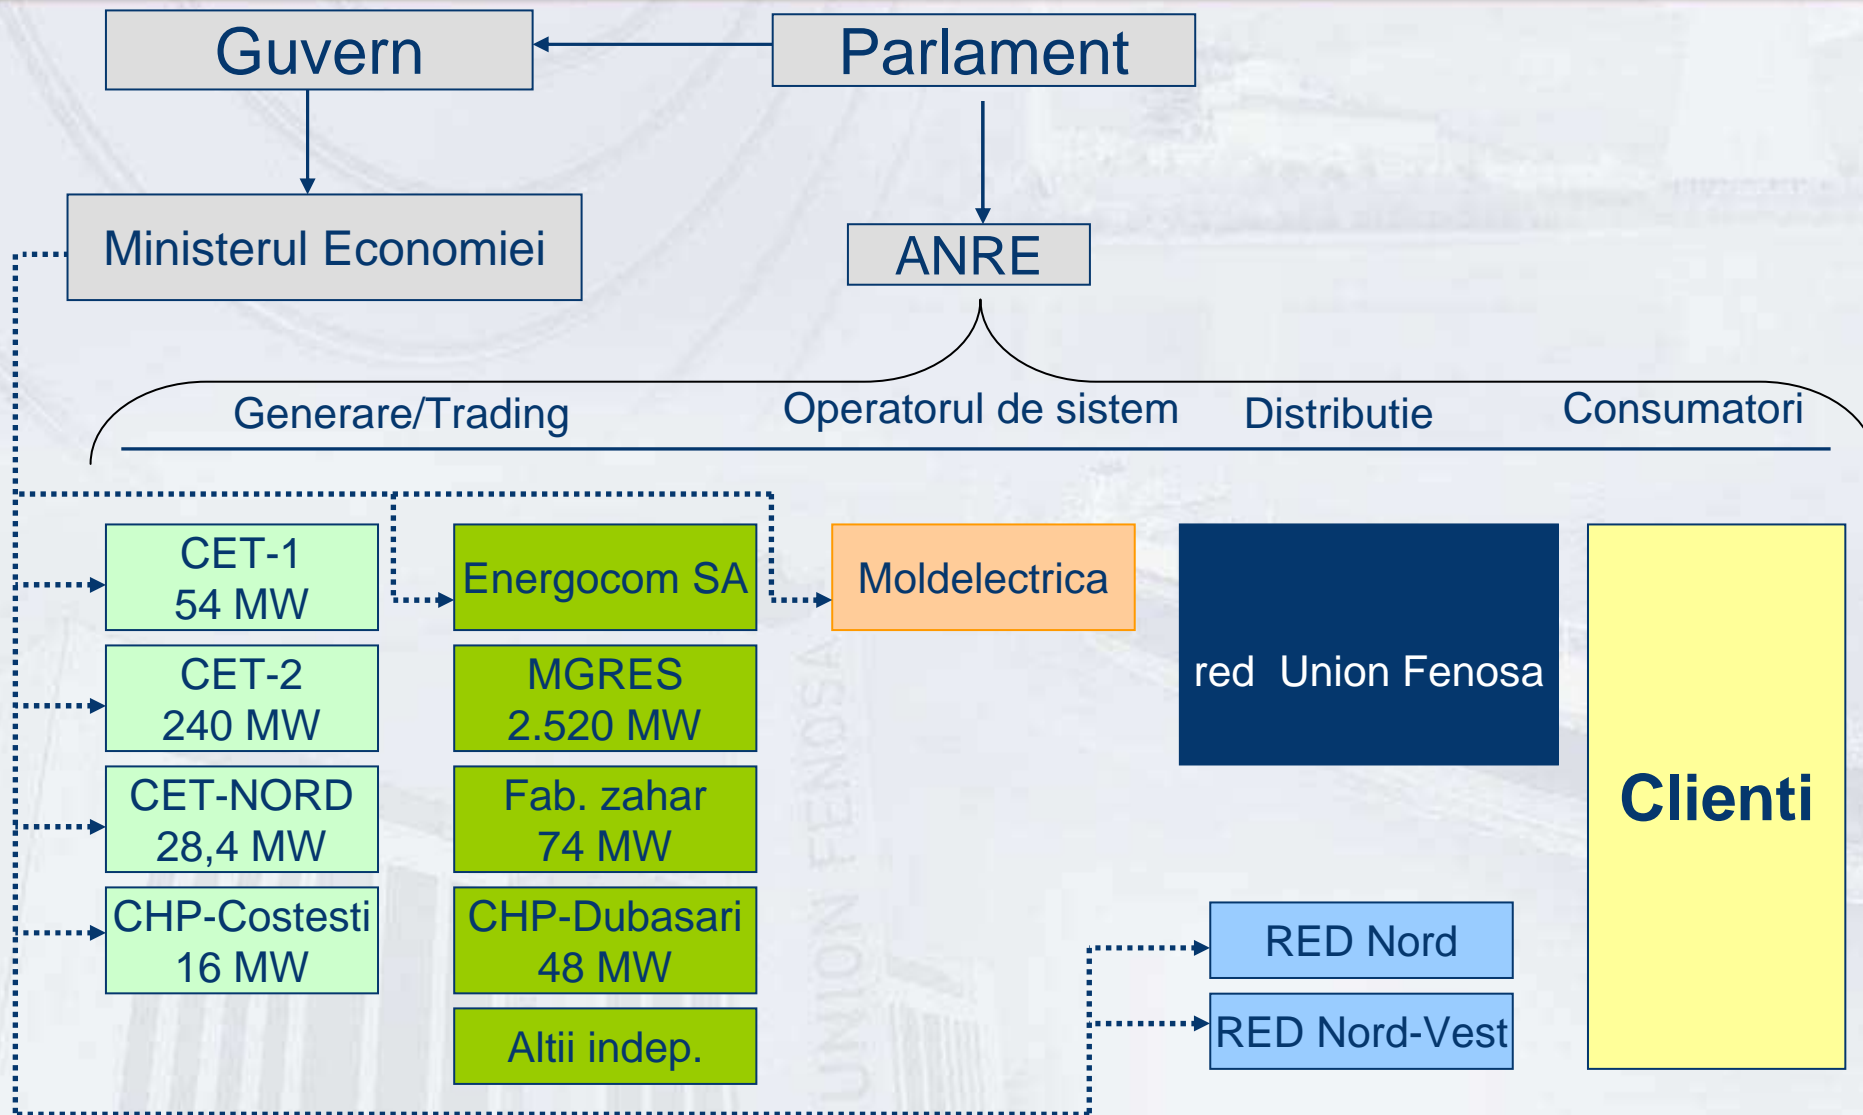 Guvern
Parlament
Ministerul Economiei
ANRE
Generare/Trading
Operatorul de sistem
Distributie
Consumatori
CET-1
54 MW
Energocom SA
Moldelectrica
red  Union Fenosa
Clienti
CET-2
240 MW
MGRES
2.520 MW
CET-NORD
28,4 MW
Fab. zahar
74 MW
CHP-Costesti
16 MW
CHP-Dubasari
48 MW
Altii indep.
RED Nord
RED Nord-Vest
UNION FENOSA